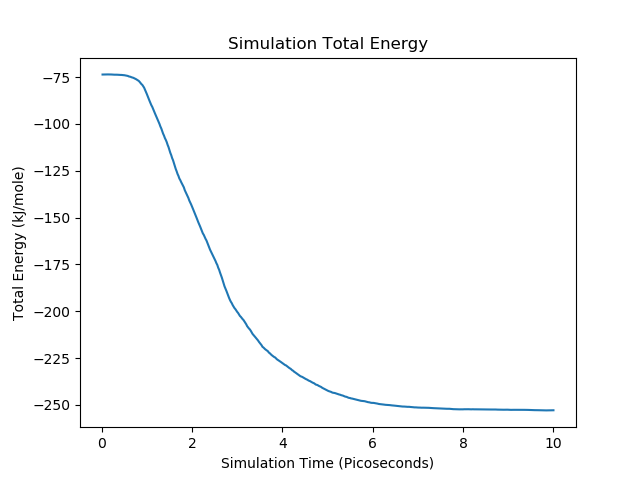 Simulation Total Energy
−75
−100
−125
−150
−175
−200
−225
−250
Total Energy (kJ/mole)
0 2 4 6 8 10
Simulation Time (Picoseconds)